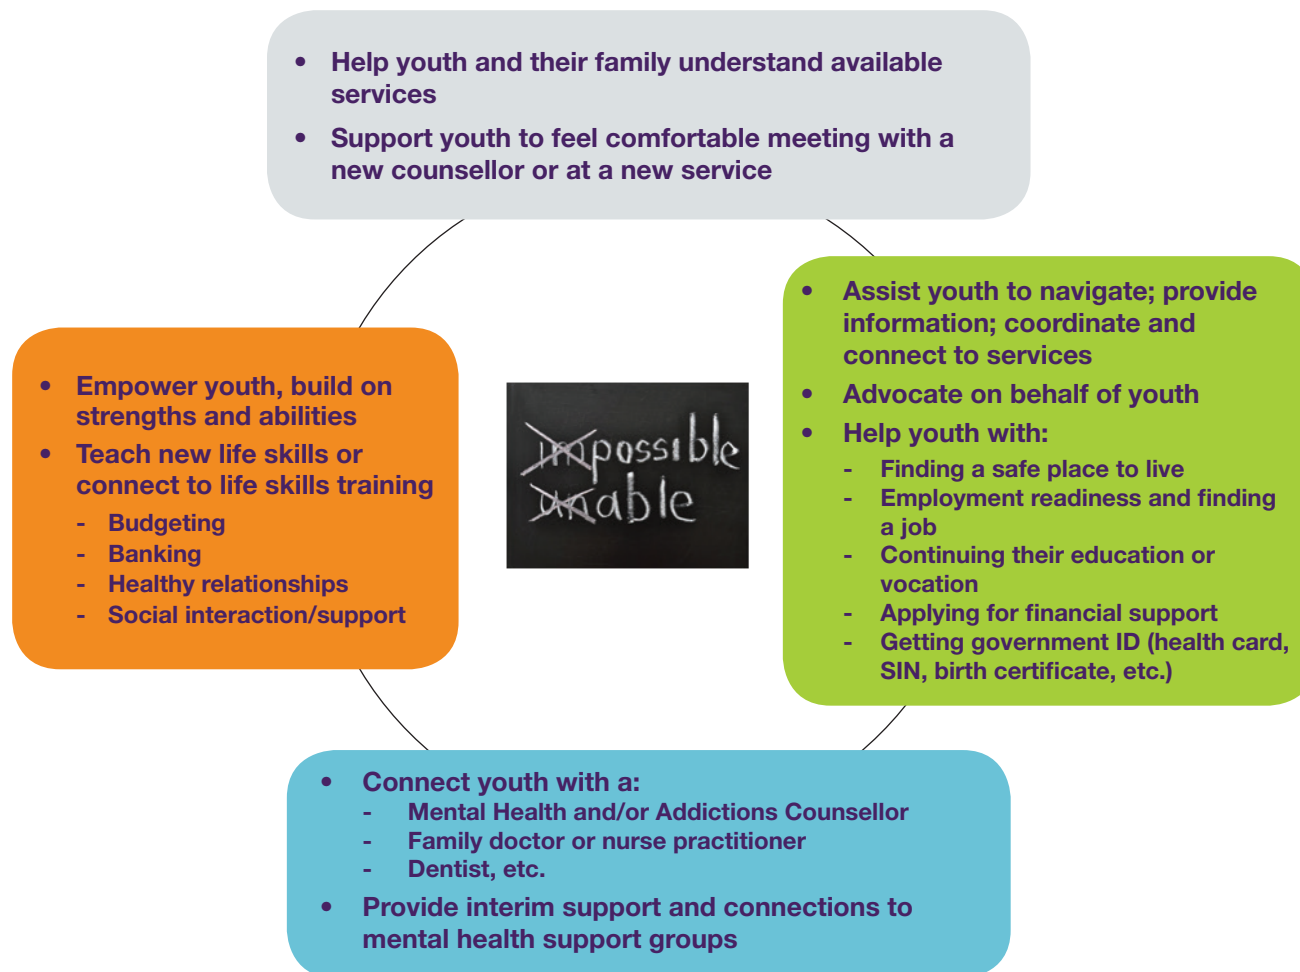 • Help youth and their family understand available
services
• Support youth to feel comfortable meeting with a
new counsellor or at a new service
• Assist youth to navigate; provide
information; coordinate and
connect to services
• Advocate on behalf of youth
• Help youth with:
- Finding a safe place to live
- Employment readiness and finding
a job
- Continuing their education or
vocation
- Applying for financial support
- Getting government ID (health card,
SIN, birth certificate, etc.)
• Empower youth, build on
strengths and abilities
• Teach new life skills or
connect to life skills training
- Budgeting
- Banking
- Healthy relationships
- Social interaction/support
impossible
unable
• Connect youth with a:
- Mental Health and/or Addictions Counsellor
- Family doctor or nurse practitioner
- Dentist, etc.
• Provide interim support and connections to
mental health support groups